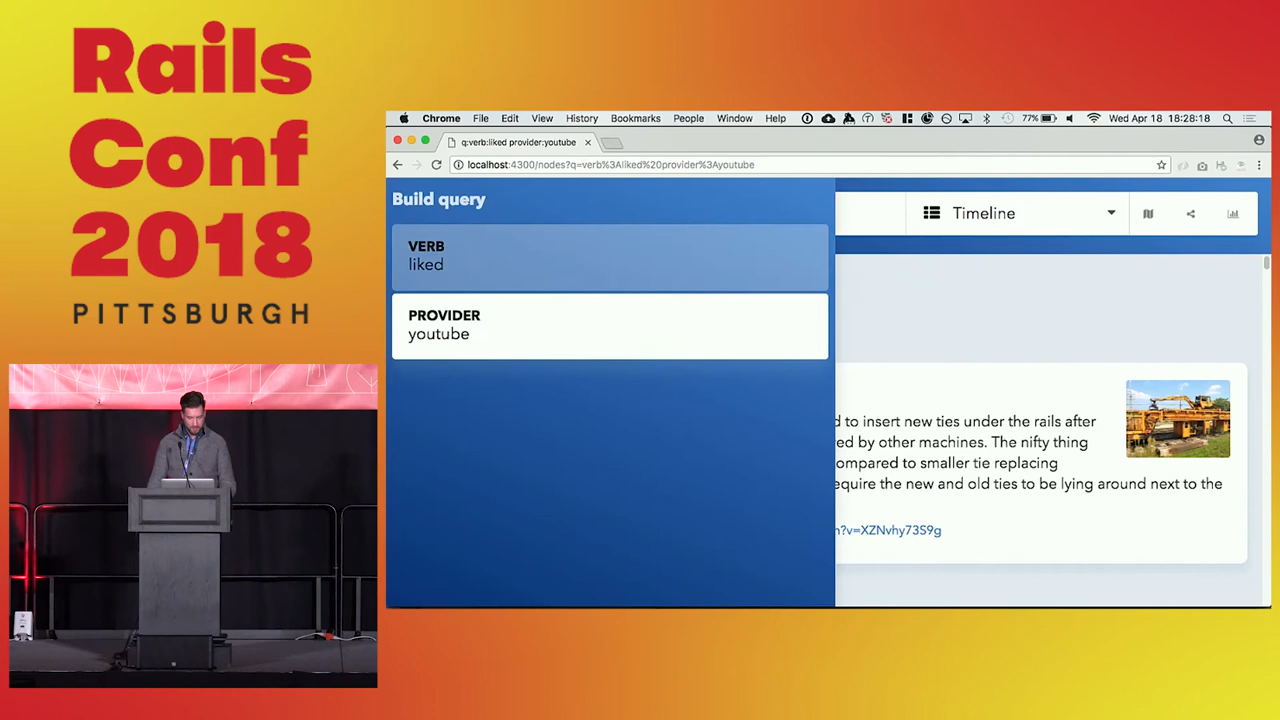 Rails
Conf
2018
PITTSBURGH
Chrome File Edit View History Bookmarks People Window Help 77% Wed Apr 18 18:28:18
q:verb:liked provider:youtube
localhost:4300/nodes?q=verb%3Aliked%20provider%3Ayoutube
Build query
VERB
liked
PROVIDER
youtube
Timeline
d to insert new ties under the rails after
ed by other machines. The nifty thing
ompared to smaller tie replacing
equire the new and old ties to be lying around next to the
?v=XZNvhy73S9g